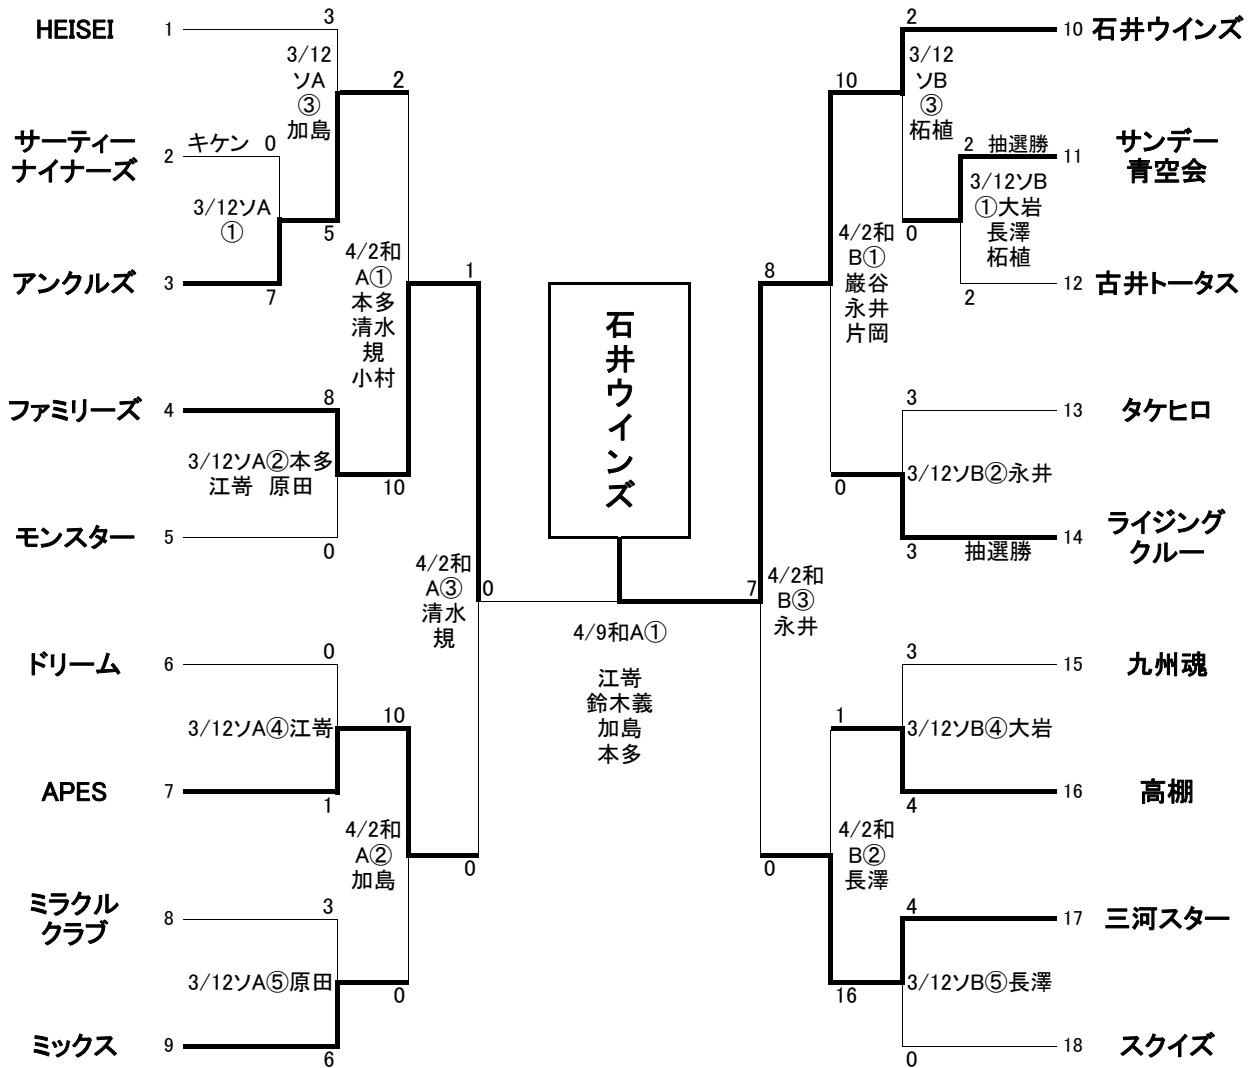 HEISEI
1
3
3/12
ソA
③
加島
2
サーティー
ナイナーズ
2
キケン
0
3/12ソA
①
5
アンクルズ
3
7
4/2和
A①
本多
清水
規
小村
1
ファミリーズ
4
8
3/12ソA②本多
江嵜 原田
10
モンスター
5
0
4/2和
A③
清水
規
0
ドリーム
6
0
3/12ソA④江嵜
10
APES
7
1
4/2和
A②
加島
0
ミラクル
クラブ
8
3
3/12ソA⑤原田
0
ミックス
9
6
石井ウインズ
4/9和A①
江嵜
鈴木義
加島
本多
2
10
石井ウインズ
3/12
ソB
③
柘植
10
2
抽選勝
11
サンデー
青空会
3/12ソB
①大岩
長澤
柘植
0
2
12
古井トータス
4/2和
B①
巌谷
永井
片岡
8
3
13
タケヒロ
3/12ソB②永井
0
3
抽選勝
14
ライジング
クルー
7
4/2和
B③
永井
3
15
九州魂
1
3/12ソB④大岩
4
16
高棚
4/2和
B②
長澤
0
4
17
三河スター
3/12ソB⑤長澤
16
0
18
スクイズ